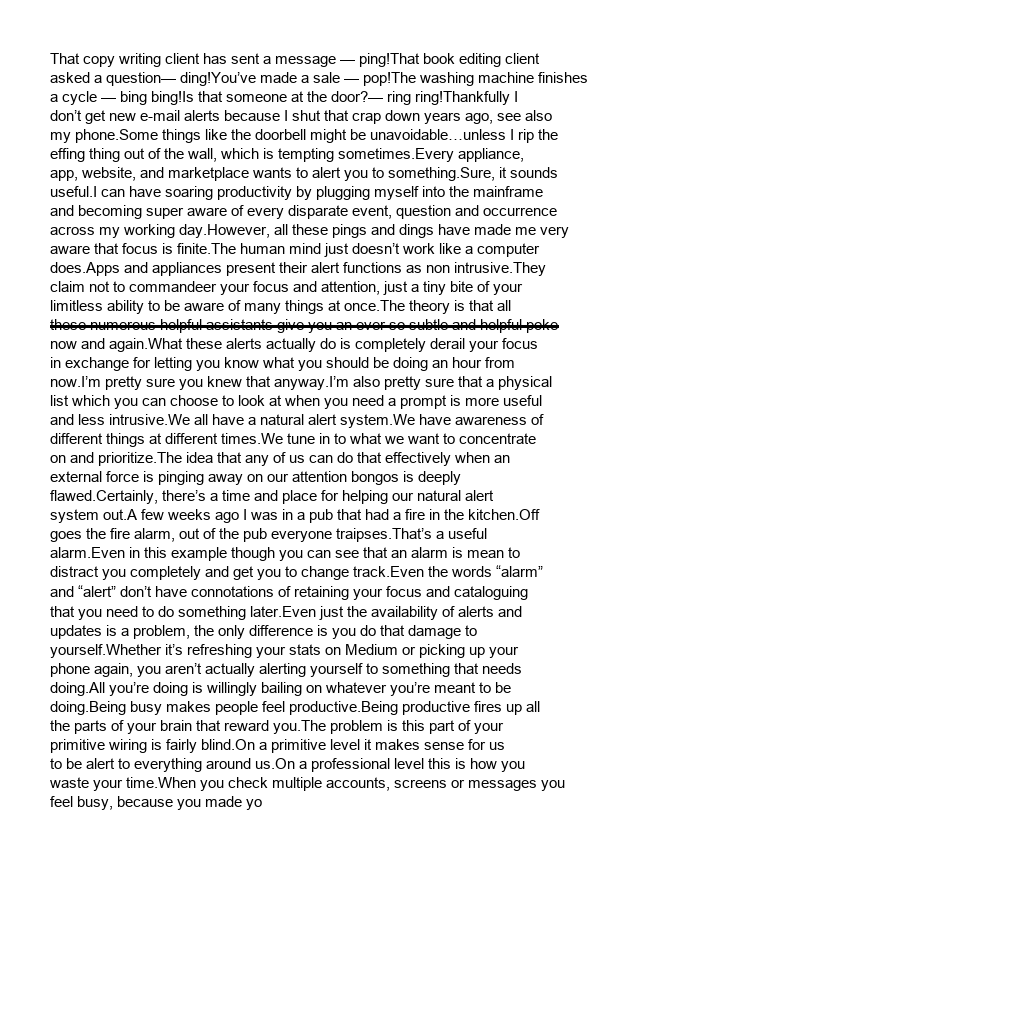 That copy writing client has sent a message — ping!That book editing client
asked a question— ding!You’ve made a sale — pop!The washing machine finishes
a cycle — bing bing!Is that someone at the door?— ring ring!Thankfully I
don’t get new e-mail alerts because I shut that crap down years ago, see also
my phone.Some things like the doorbell might be unavoidable…unless I rip the
effing thing out of the wall, which is tempting sometimes.Every appliance,
app, website, and marketplace wants to alert you to something.Sure, it sounds
useful.I can have soaring productivity by plugging myself into the mainframe
and becoming super aware of every disparate event, question and occurrence
across my working day.However, all these pings and dings have made me very
aware that focus is finite.The human mind just doesn’t work like a computer
does.Apps and appliances present their alert functions as non intrusive.They
claim not to commandeer your focus and attention, just a tiny bite of your
limitless ability to be aware of many things at once.The theory is that all
these numerous helpful assistants give you an ever so subtle and helpful poke
now and again.What these alerts actually do is completely derail your focus
in exchange for letting you know what you should be doing an hour from
now.I’m pretty sure you knew that anyway.I’m also pretty sure that a physical
list which you can choose to look at when you need a prompt is more useful
and less intrusive.We all have a natural alert system.We have awareness of
different things at different times.We tune in to what we want to concentrate
on and prioritize.The idea that any of us can do that effectively when an
external force is pinging away on our attention bongos is deeply
flawed.Certainly, there’s a time and place for helping our natural alert
system out.A few weeks ago I was in a pub that had a fire in the kitchen.Off
goes the fire alarm, out of the pub everyone traipses.That’s a useful
alarm.Even in this example though you can see that an alarm is mean to
distract you completely and get you to change track.Even the words “alarm”
and “alert” don’t have connotations of retaining your focus and cataloguing
that you need to do something later.Even just the availability of alerts and
updates is a problem, the only difference is you do that damage to
yourself.Whether it’s refreshing your stats on Medium or picking up your
phone again, you aren’t actually alerting yourself to something that needs
doing.All you’re doing is willingly bailing on whatever you’re meant to be
doing.Being busy makes people feel productive.Being productive fires up all
the parts of your brain that reward you.The problem is this part of your
primitive wiring is fairly blind.On a primitive level it makes sense for us
to be alert to everything around us.On a professional level this is how you
waste your time.When you check multiple accounts, screens or messages you
feel busy, because you made yo